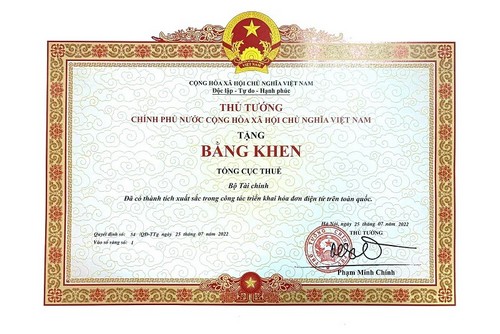 CỘNG HÒA XÃ HỘI CHỦ NGHĨA VIỆT NAM
Độc lập - Tự do - Hạnh phúc
THỦ TƯỚNG
CHÍNH PHỦ NƯỚC CỘNG HÒA XÃ HỘI CHỦ NGHĨA VIỆT NAM
TẶNG
BẰNG KHEN
TỔNG CỤC THUẾ
Bộ Tài chính
Đã có thành tích xuất sắc trong công tác triển khai hóa đơn điện tử trên toàn quốc.
Quyết định số: /QĐ-TTg ngày 25 tháng 07 năm 2022
Vào sổ vàng số: 1
Hà Nội, ngày 25 tháng 07 năm 2022
THỦ TƯỚNG
Phạm Minh Chính